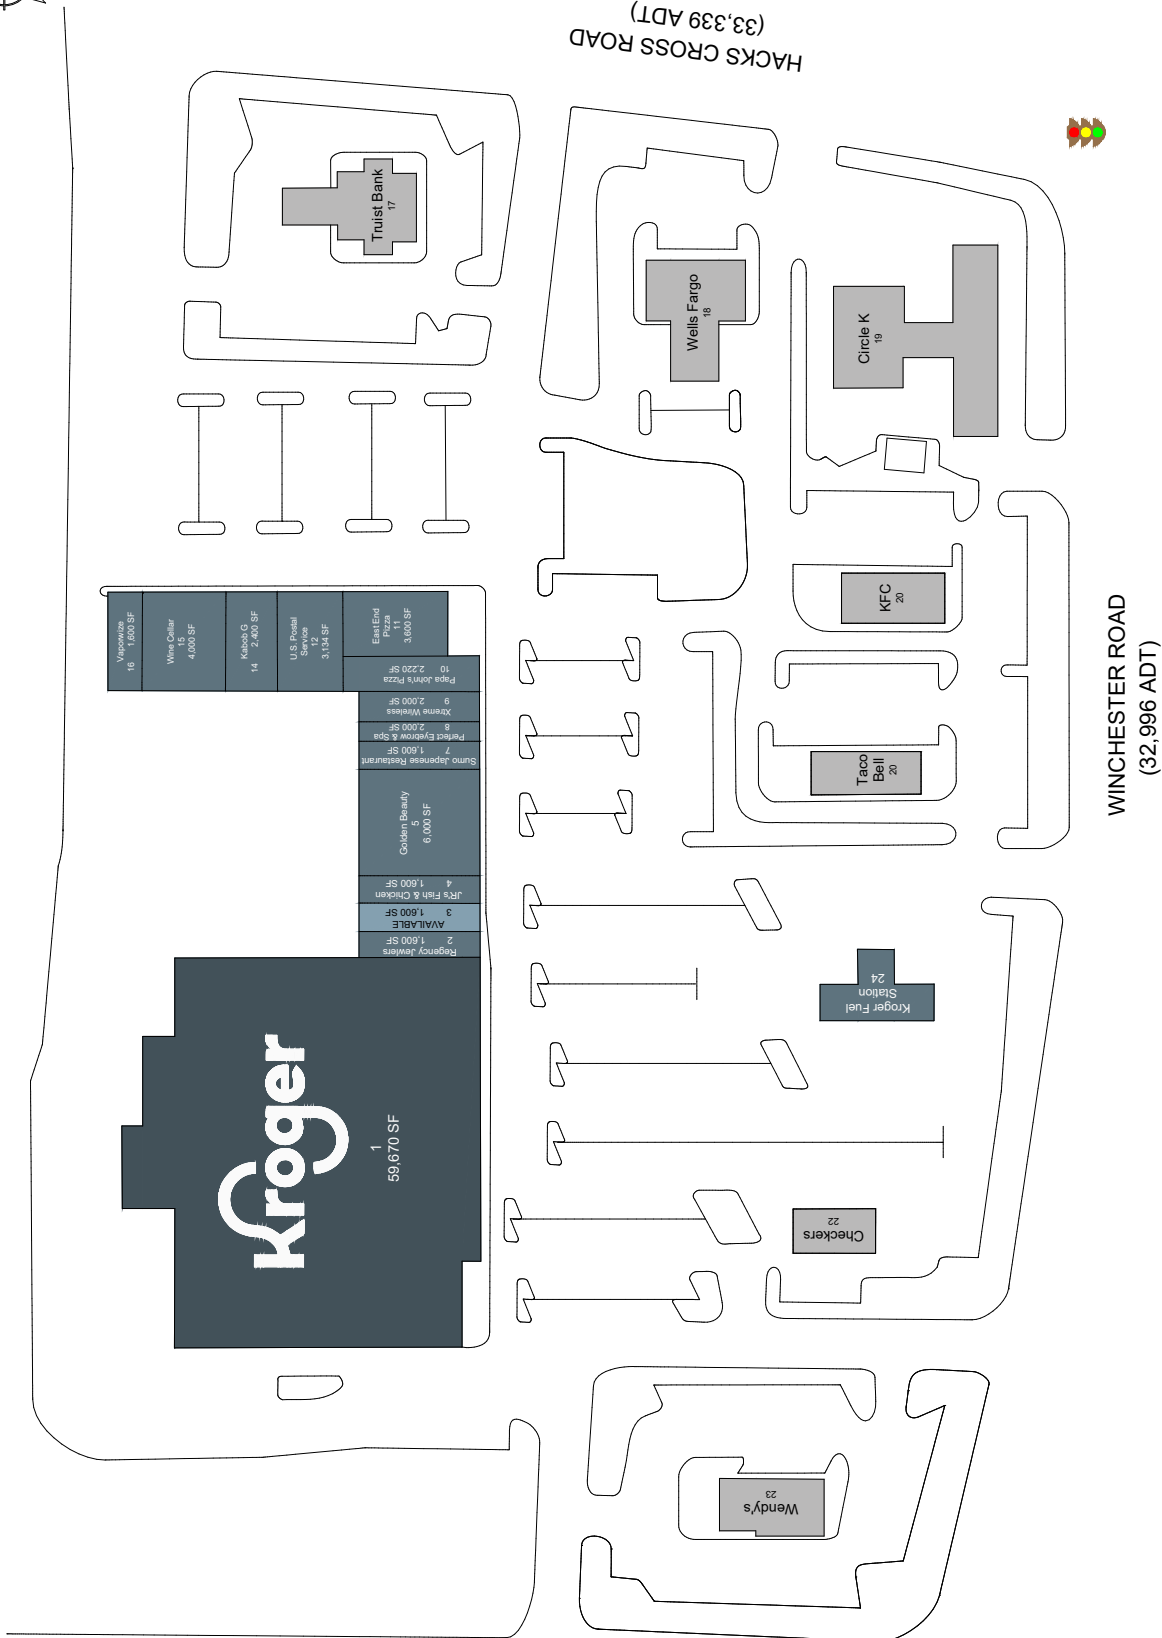 HACKS CROSS ROAD
(33,339 ADT)
Truist Bank
17
Wells Fargo
18
Circle K
19
KFC
20
Taco
Bell
20
WINCHESTER ROAD
(32,996 ADT)
Vaporwize
16 1,600 SF
Wine Cellar
15
4,000 SF
Kabob G
14 2,400 SF
U.S. Postal
Service
12
3,134 SF
East End
Pizza
11
3,600 SF
Papa John's Pizza
10 2,220 SF
Xtreme Wireless
9 2,000 SF
Perfect Eyebrow & Spa
8 2,000 SF
Sumo Japenese Restaurant
7 1,600 SF
Golden Beauty
5
6,000 SF
JR's Fish & Chicken
4 1,600 SF
AVAILABLE
3 1,600 SF
Regency Jewlers
2 1,600 SF
Kroger
1
59,670 SF
Kroger Fuel
Station
24
Checkers
22
Wendy's
23